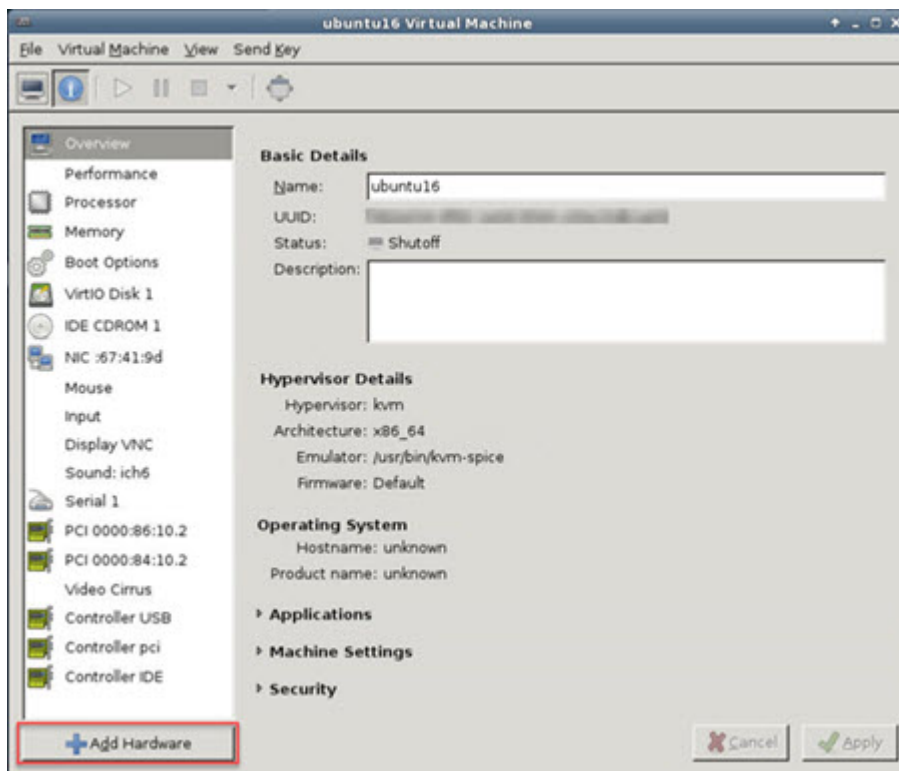 ubuntu16 Virtual Machine
File Virtual Machine View Send Key
Overview
Performance
Processor
Memory
Boot Options
VirtIO Disk 1
IDE CDROM 1
NIC :67:41:9d
Mouse
Input
Display VNC
Sound: ich6
Serial 1
PCI 0000:86:10.2
PCI 0000:84:10.2
Video Cirrus
Controller USB
Controller pci
Controller IDE
Add Hardware
Basic Details
Name: ubuntu16
UUID:
Status: Shutoff
Description:
Hypervisor Details
Hypervisor: kvm
Architecture: x86_64
Emulator: /usr/bin/kvm-spice
Firmware: Default
Operating System
Hostname: unknown
Product name: unknown
Applications
Machine Settings
Security
Cancel Apply